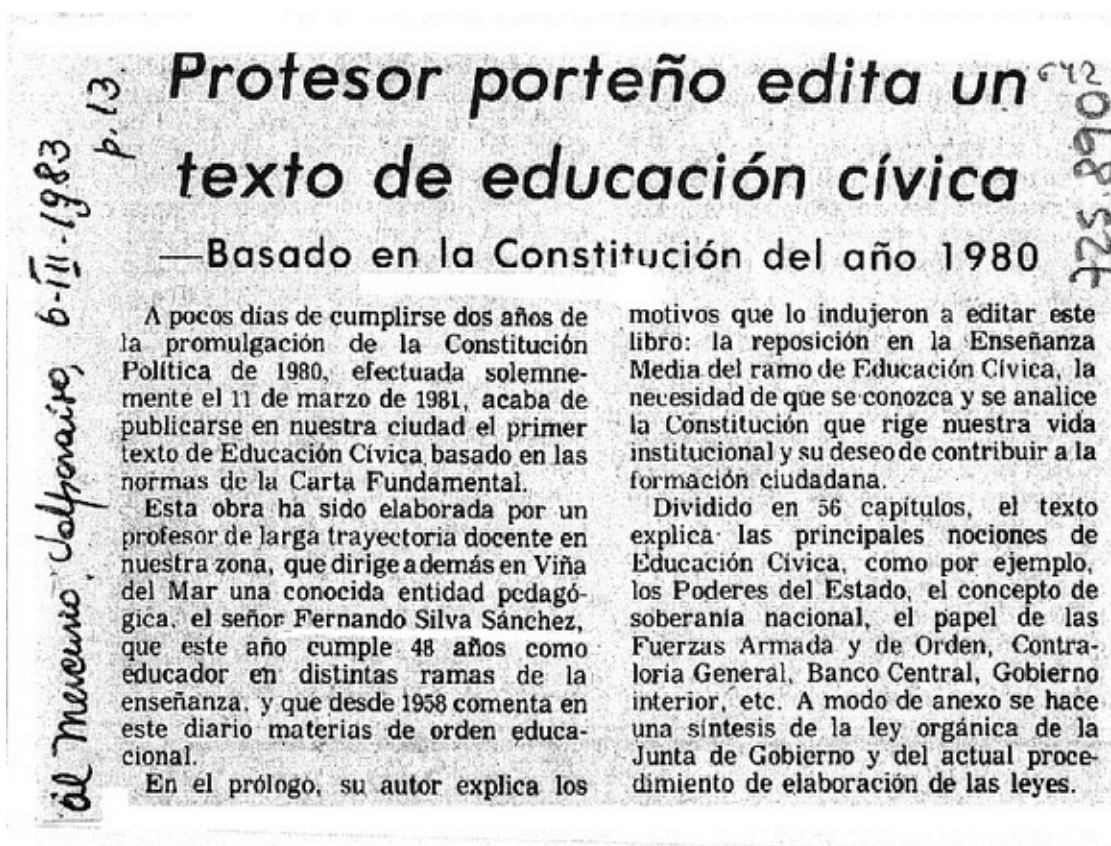 Protesor porteño edita un
texto de educación cívica
—Basado en la Constitución del año 1980
A pocos días de cumplirse dos años de
la promulgación de la Constitución
Política de 1980, efectuada solemne-
mente el 11 de marzo de 1981, acaba de
publicarse en nuestra ciudad el primer
texto de Educación Cívica basado en las
normas de la Carta Fundamental.
Esta obra ha sido elaborada por un
profesor de larga trayectoria docente en
nuestra zona, que dirige además en Viña
del Mar una conocida entidad pedagó-
gica, el señor Fernando Silva Sánchez,
que este año cumple 48 años como
educador en distintas ramas de la
enseñanza, y que desde 1958 comenta en
este diario materias de orden educa-
cional.
En el prólogo, su autor explica los
motivos que lo indujeron a editar este
libro: la reposición en la Enseñanza
Media del ramo de Educación Cívica, la
necesidad de que se conozca y se analice
la Constitución que rige nuestra vida
institucional y su deseo de contribuir a la
formación ciudadana.
Dividido en 56 capítulos, el texto
explica las principales nociones de
Educación Cívica, como por ejemplo,
los Poderes del Estado, el concepto de
soberanía nacional, el papel de las
Fuerzas Armada y de Orden, Contra-
loría General, Banco Central, Gobierno
interior, etc. A modo de anexo se hace
una síntesis de la ley orgánica de la
Junta de Gobierno y del actual proce-
dimiento de elaboración de las leyes.
El Mercurio, Valparaíso, 6-III-1983
p. 13
725.8902